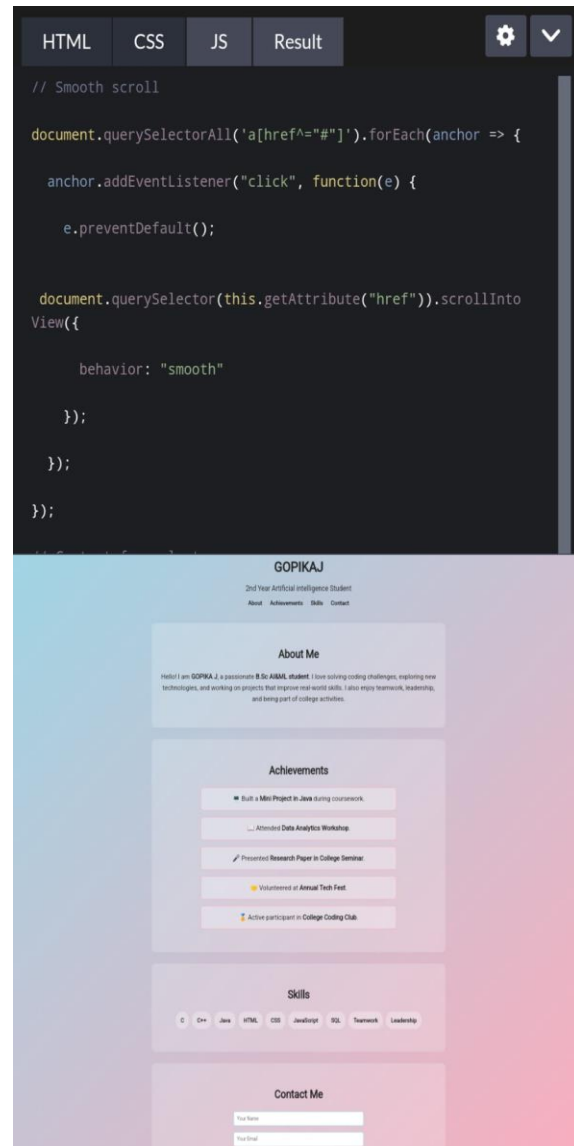 HTML CSS JS Result
// Smooth scroll
document.querySelectorAll('a[href^="#"]').forEach(anchor => {
anchor.addEventListener("click", function(e) {
e.preventDefault();
document.querySelector(this.getAttribute("href")).scrollInto
View({
behavior: "smooth"
});
});
});
GOPIKAJ
2nd Year Artificial Intelligence Student
About Achievements Skills Contact
About Me
Hello! I am GOPIKA J, a passionate B.Sc AI&ML student. I love solving coding challenges, exploring new
technologies, and working on projects that improve real-world skills. I also enjoy teamwork, leadership,
and being part of college activities.
Achievements
💻 Built a Mini Project in Java during coursework.
📖 Attended Data Analytics Workshop.
🎤 Presented Research Paper in College Seminar.
🤝 Volunteered at Annual Tech Fest.
🏅 Active participant in College Coding Club.
Skills
C C++ Java HTML CSS JavaScript SQL Teamwork Leadership
Contact Me
Your Name
Your Email